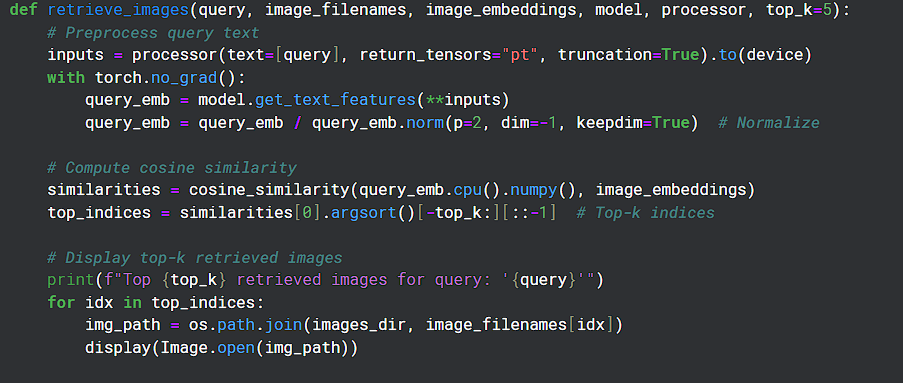 def retrieve_images(query, image_filenames, image_embeddings, model, processor, top_k=5):
    # Preprocess query text
    inputs = processor(text=[query], return_tensors="pt", truncation=True).to(device)
    with torch.no_grad():
        query_emb = model.get_text_features(**inputs)
        query_emb = query_emb / query_emb.norm(p=2, dim=-1, keepdim=True)  # Normalize

    # Compute cosine similarity
    similarities = cosine_similarity(query_emb.cpu().numpy(), image_embeddings)
    top_indices = similarities[0].argsort()[-top_k:][::-1]  # Top-k indices

    # Display top-k retrieved images
    print(f"Top {top_k} retrieved images for query: '{query}'")
    for idx in top_indices:
        img_path = os.path.join(images_dir, image_filenames[idx])
        display(Image.open(img_path))